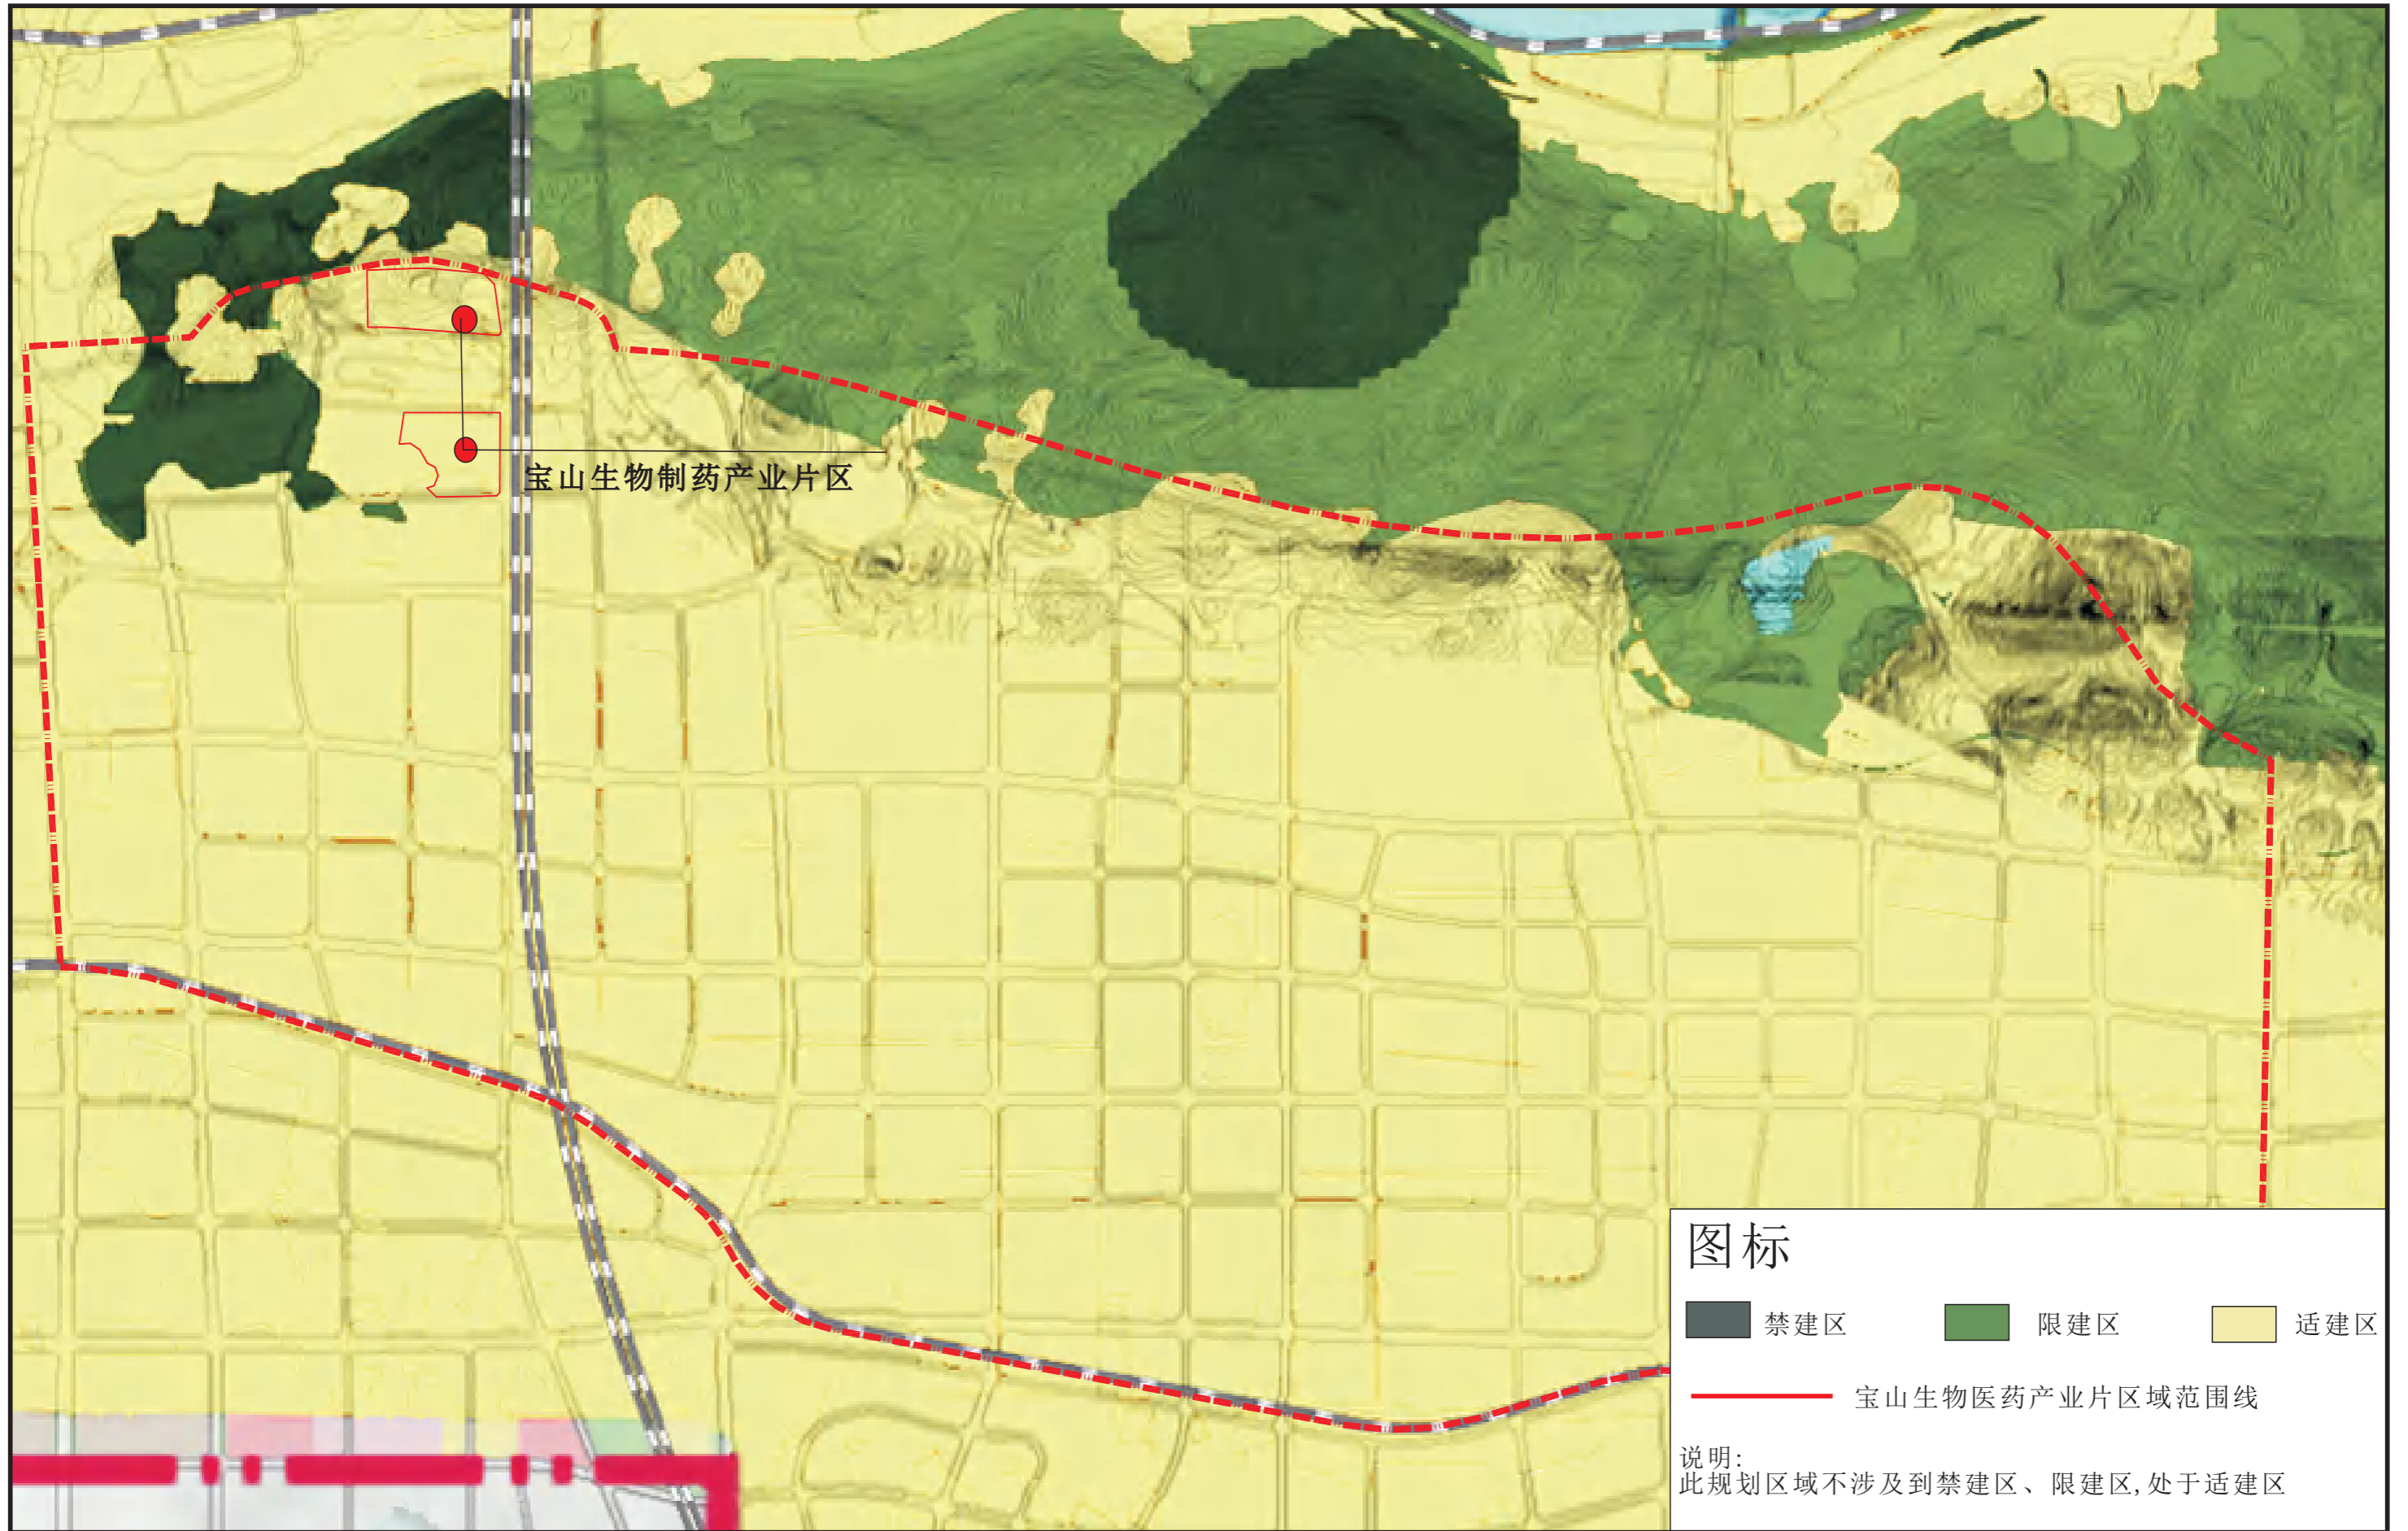 宝山生物制药产业片区
图标
禁建区
限建区
适建区
宝山生物医药产业片区域范围线
说明:
此规划区域不涉及到禁建区、限建区,处于适建区